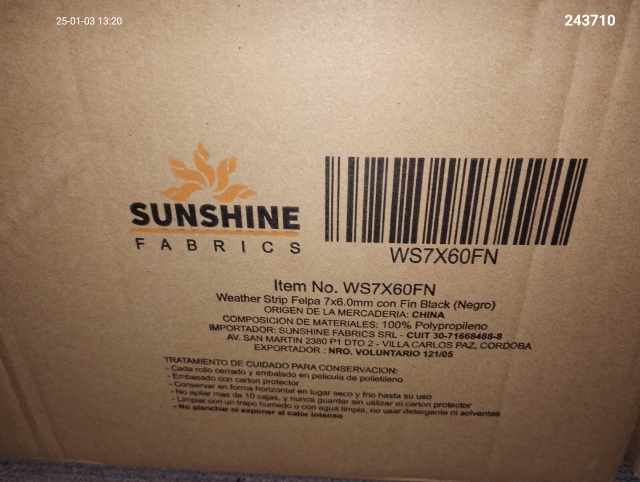 25-01-03 13:20
243710
SUNSHINE
FABRICS
WS7X60FN
Item No. WS7X60FN
Weather Strip Felpa 7x6.0mm con Fin Black (Negro)
ORIGEN DE LA MERCADERIA: CHINA
COMPOSICION DE MATERIALES: 100% Polypropileno
IMPORTADOR: SUNSHINE FABRICS SRL - CUIT 30-71668488-8
AV. SAN MARTIN 2380 P1 DTO 2 - VILLA CARLOS PAZ, CORDOBA
EXPORTADOR : NRO. VOLUNTARIO 121/05
TRATAMIENTO DE CUIDADO PARA CONSERVACION:
- Cada rollo cerrado y embalado en pelicula de polietileno
- Embasado con carton protector
- Conservar en forma horizontal en lugar seco y frio hasta su uso
- No apilar mas de 10 cajas, y nunca guardar sin utilizar el carton protector
- Limpiar con un trapo humedo o con agua limpia, no usar detergente ni solventes
- No planchar ni exponer al calor intenso